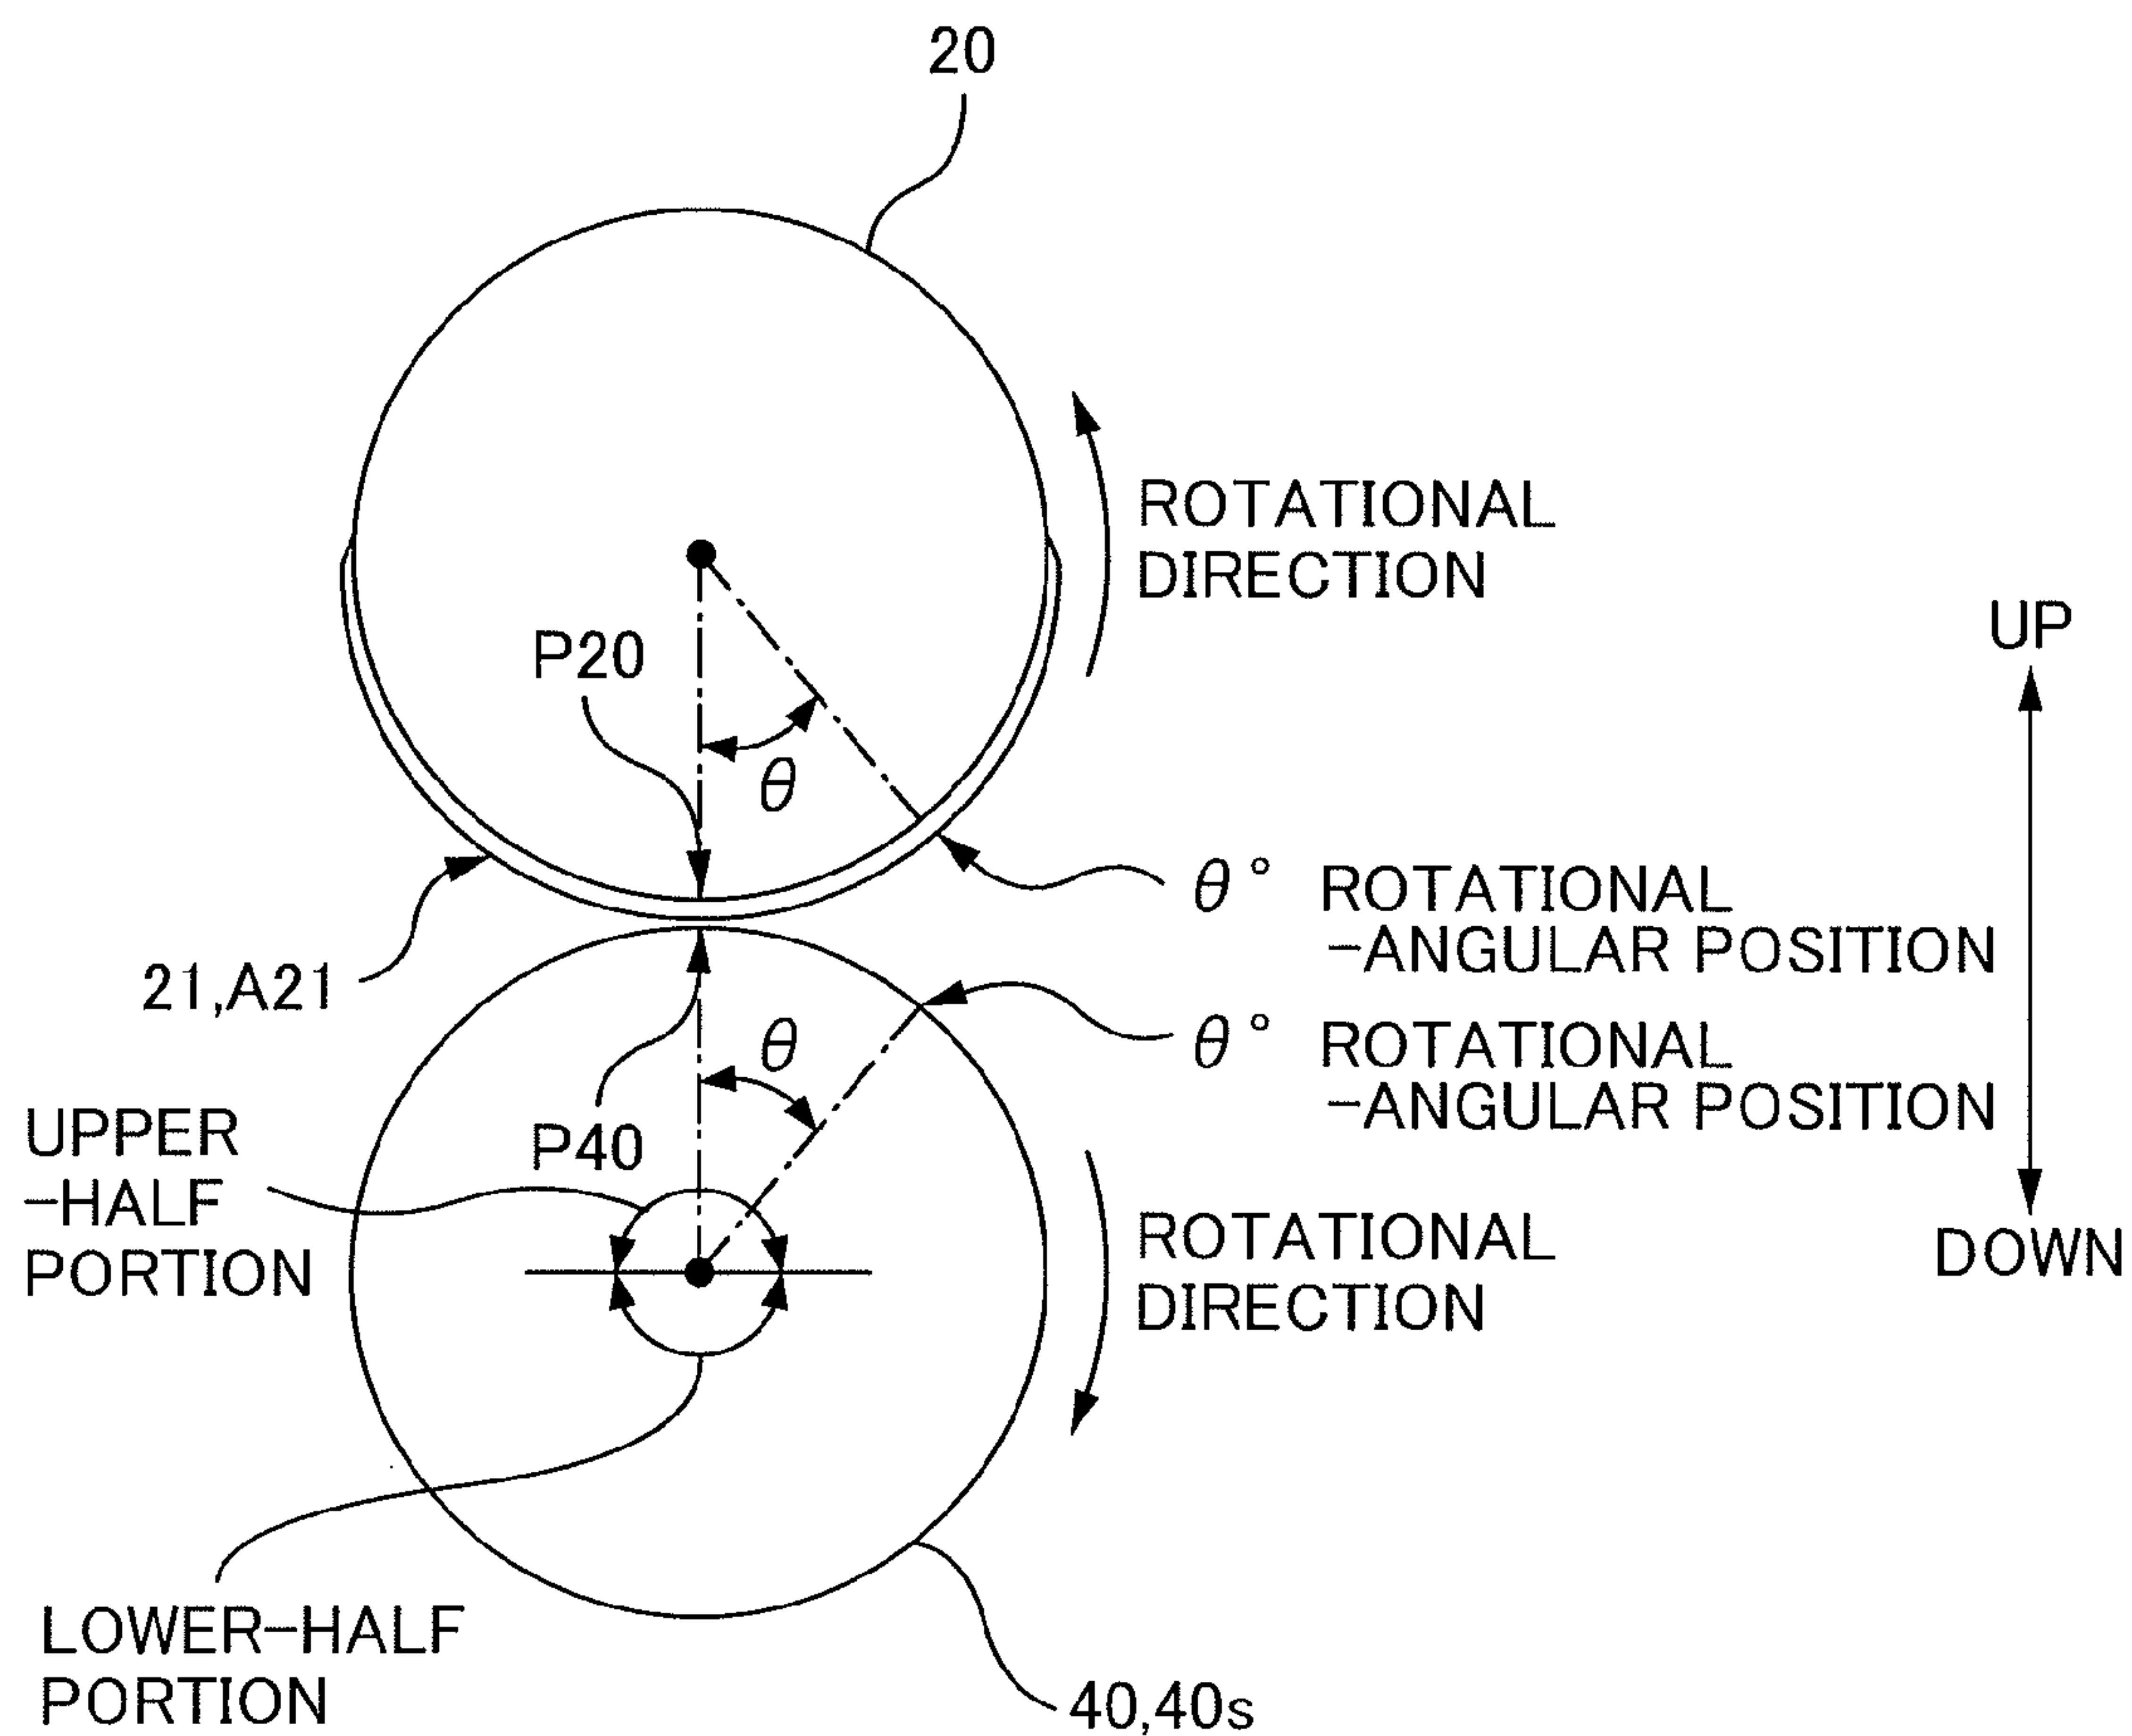 20
ROTATIONAL
DIRECTION
UP
P20
θ
θ° ROTATIONAL
-ANGULAR POSITION
21,A21
θ
θ° ROTATIONAL
-ANGULAR POSITION
UPPER
-HALF
PORTION
P40
ROTATIONAL
DIRECTION
DOWN
LOWER-HALF
PORTION
40,40s